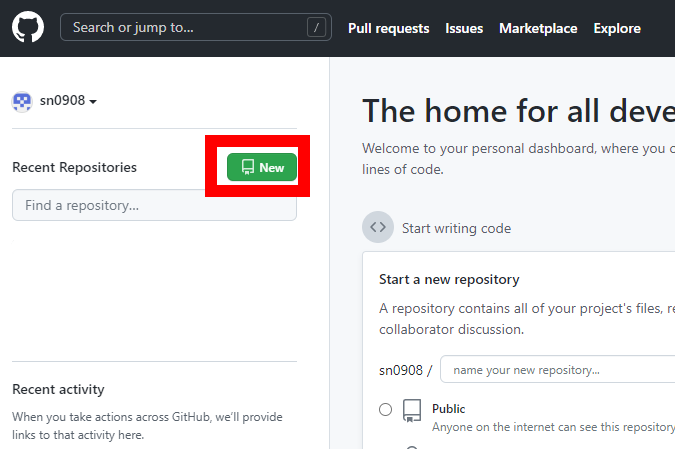 Search or jump to... /
Pull requests Issues Marketplace Explore
sn0908
Recent Repositories
New
Find a repository...
Recent activity
When you take actions across GitHub, we'll provide
links to that activity here.
The home for all deve
Welcome to your personal dashboard, where you
lines of code.
Start writing code
Start a new repository
A repository contains all of your project's files,
collaborator discussion.
sn0908 /
name your new repository...
Public
Anyone on the internet can see this repository